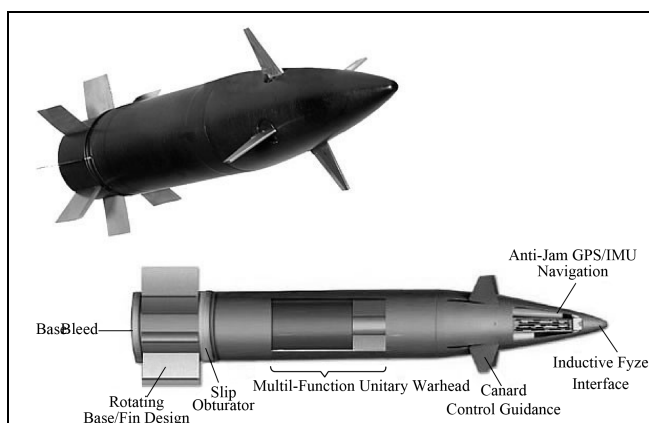 Anti-Jam GPS/IMU
Navigation
BaseBleed
Inductive Fyze
Interface
Multil-Function Unitary Warhead
Slip
Obturator
Canard
Control Guidance
Rotating
Base/Fin Design